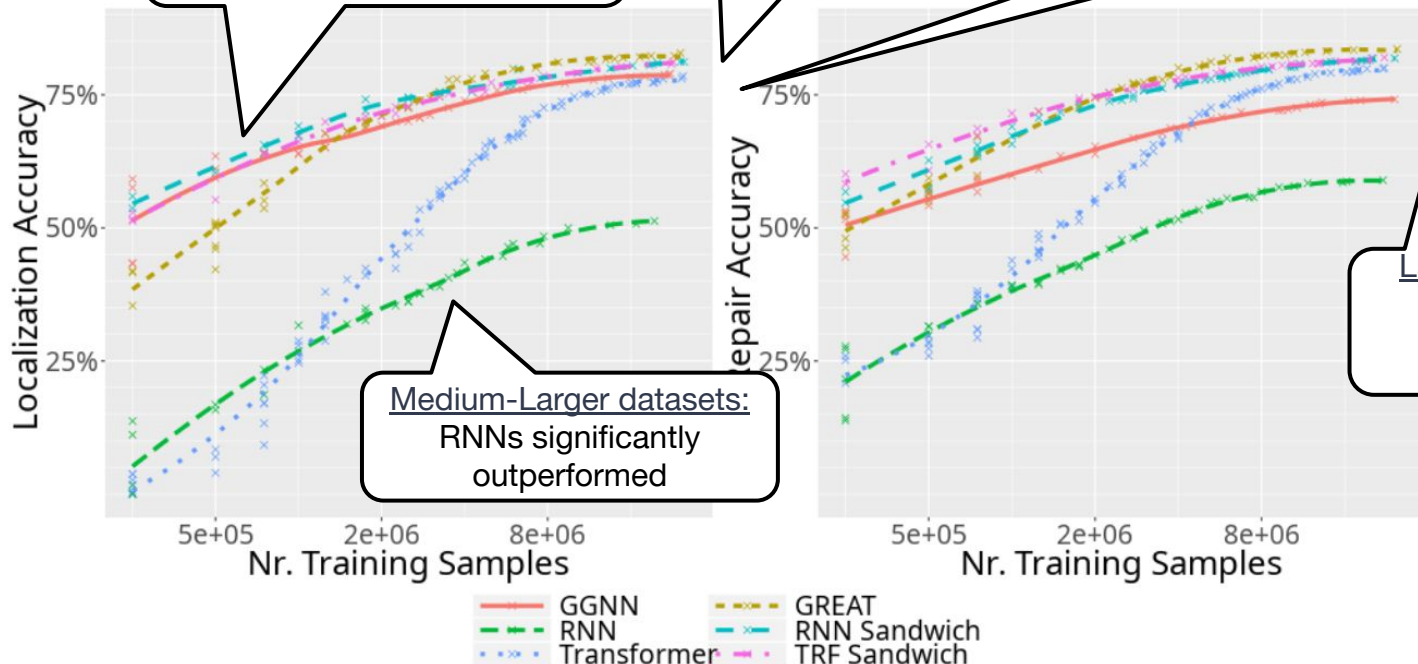 Localization Accuracy
75%
50%
25%
5e+05 2e+06 8e+06
Nr. Training Samples
Medium-Larger datasets:
RNNs significantly
outperformed
epair Accuracy
75%
50%
25%
5e+05 2e+06 8e+06
Nr. Training Samples
L
GGNN
RNN
Transformer
GREAT
RNN Sandwich
TRF Sandwich